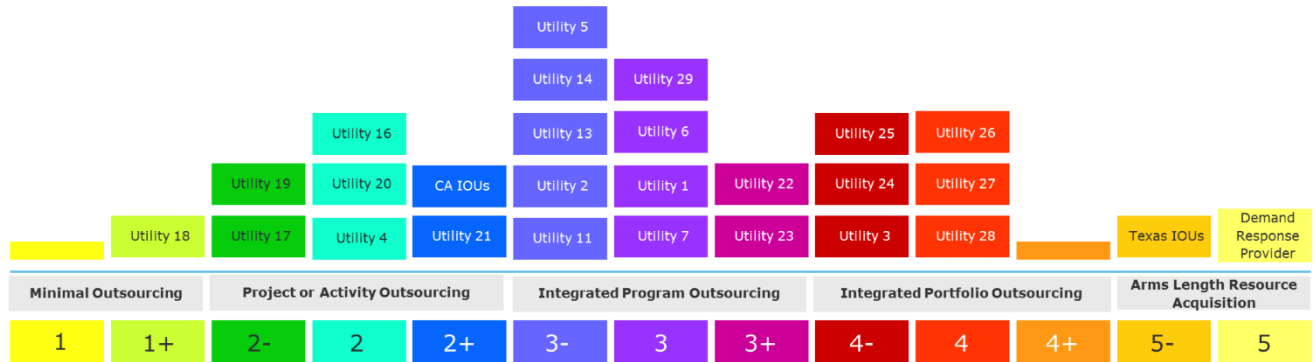 Utility 5
Utility 14
Utility 29
Utility 16
Utility 13
Utility 6
Utility 25
Utility 26
Utility 19
Utility 20
CA IOUs
Utility 2
Utility 1
Utility 22
Utility 24
Utility 27
Utility 18
Utility 17
Utility 4
Utility 21
Utility 11
Utility 7
Utility 23
Utility 3
Utility 28
Texas IOUs
Demand
Response
Provider
Minimal Outsourcing
Project or Activity Outsourcing
Integrated Program Outsourcing
Integrated Portfolio Outsourcing
Arms Length Resource
Acquisition
1
1+
2-
2
2+
3-
3
3+
4-
4
4+
5-
5